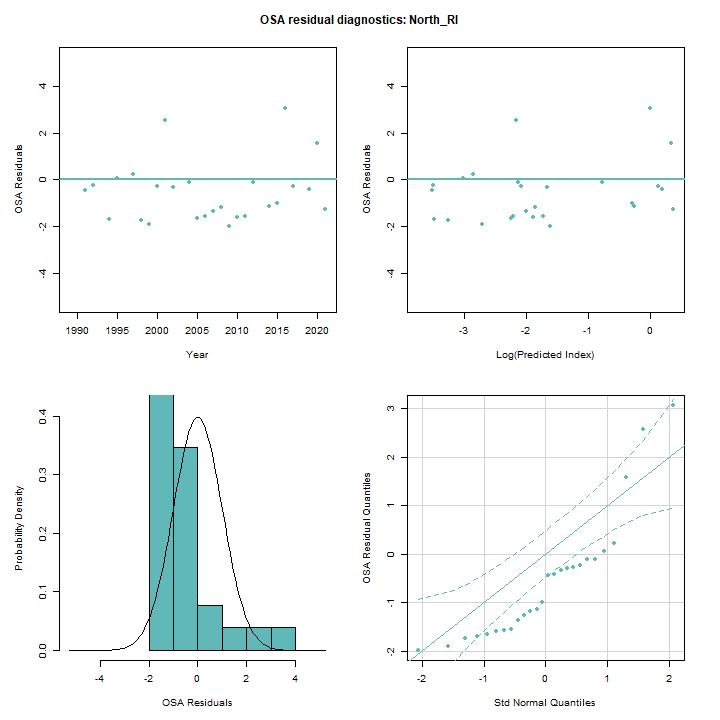 OSA residual diagnostics: North_RI
OSA Residuals
4
2
0
-2
-4
1990 1995 2000 2005 2010 2015 2020
Year
OSA Residuals
4
2
0
-2
-4
-3 -2 -1 0
Log(Predicted Index)
Probability Density
0.4
0.3
0.2
0.1
0.0
-4 -2 0 2 4
OSA Residuals
OSA Residual Quantiles
3
2
1
0
-1
-2
-2 -1 0 1 2
Std Normal Quantiles